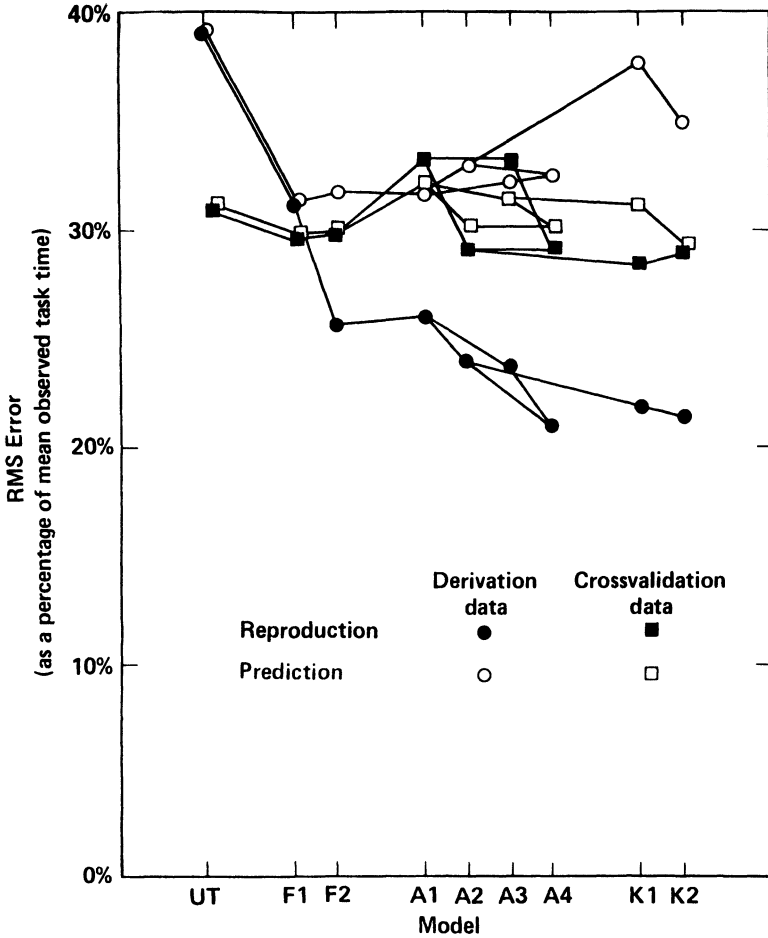 40%
30%
20%
10%
0%
RMS Error
(as a percentage of mean observed task time)
Derivation data
Crossvalidation data
Reproduction
Prediction
UT F1 F2 A1 A2 A3 A4 K1 K2
Model